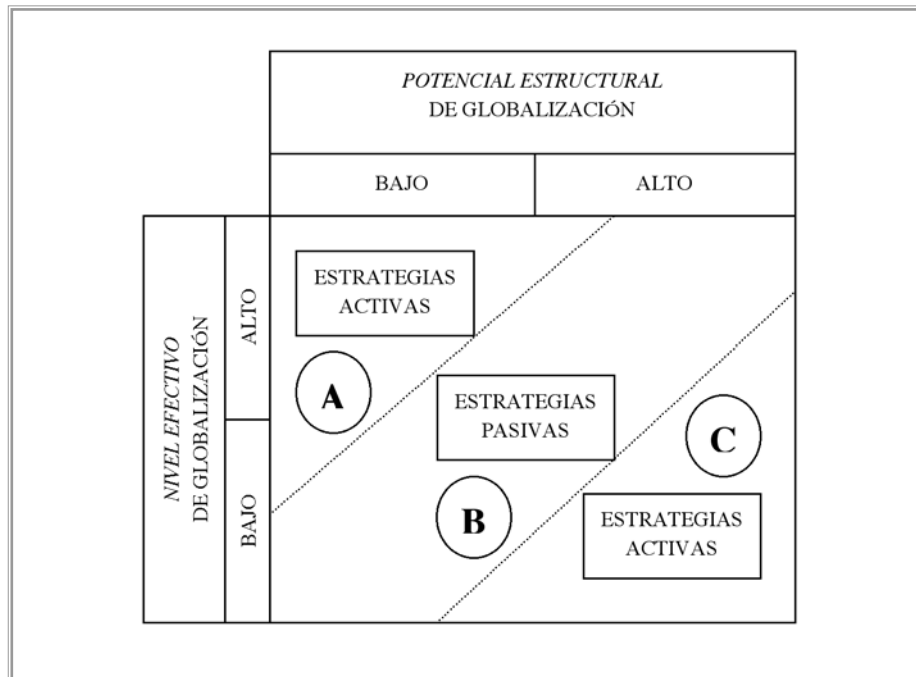 POTENCIAL ESTRUCTURAL
DE GLOBALIZACIÓN
BAJO
ALTO
NIVEL EFECTIVO
DE GLOBALIZACIÓN
ALTO
BAJO
ESTRATEGIAS
ACTIVAS
A
ESTRATEGIAS
PASIVAS
B
C
ESTRATEGIAS
ACTIVAS